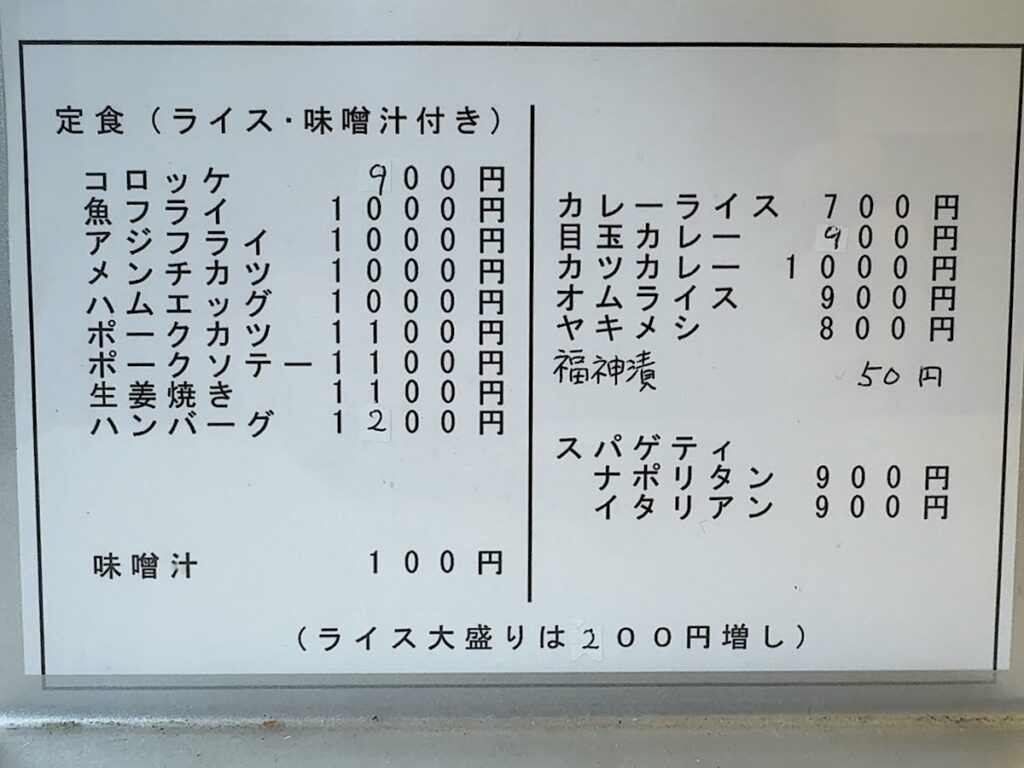 定食（ライス・味噌汁付き）
コロッケ 900円
魚フライ 1000円
アジフライ 1000円
メンチカツ 1000円
ハムエッグ 1000円
ポークカツ 1100円
ポークソテー 1100円
生姜焼き 1100円
ハンバーグ 1200円
味噌汁 100円
カレーライス 700円
目玉カレー 900円
カツカレー 1000円
オムライス 900円
ヤキメシ 800円
福神漬 50円
スパゲティ
ナポリタン 900円
イタリアン 900円
（ライス大盛りは200円増し）